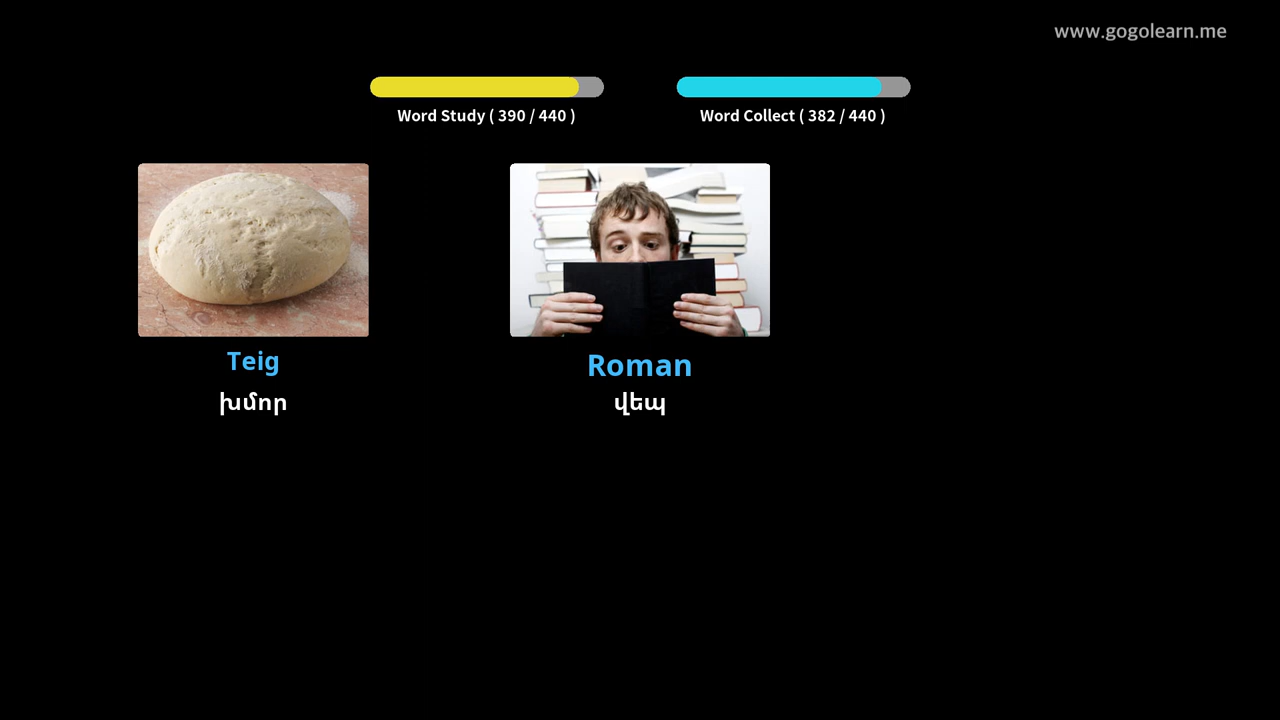 www.gogolearn.me
Word Study ( 390 / 440 )
Word Collect ( 382 / 440 )
Teig
խմոր
Roman
վեպ